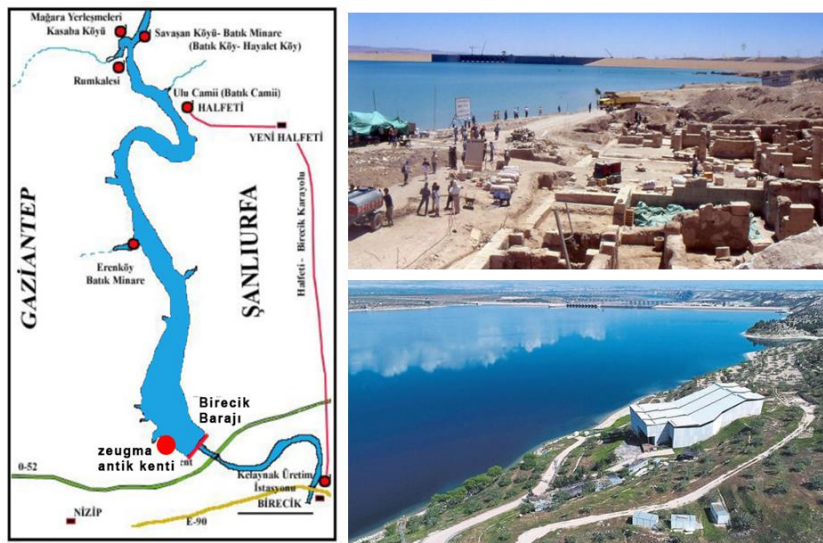 Mağara Yerleşmeleri
Kasaba Köyü
Savaşan Köyü- Batık Minare
(Batık Köy- Hayalet Köy)
Rumkalesi
Ulu Camii (Batık Camii)
HALFETİ
YENİ HALFETİ
GAZİANTEP
ŞANLIURFA
Halfeti - Birecik Karayolu
Erenköy
Batık Minare
Birecik
Barajı
zeugma
antik kenti
0-52
Kelaynak Üretim
İstasyonu
BİRECİK
NİZİP
E-90